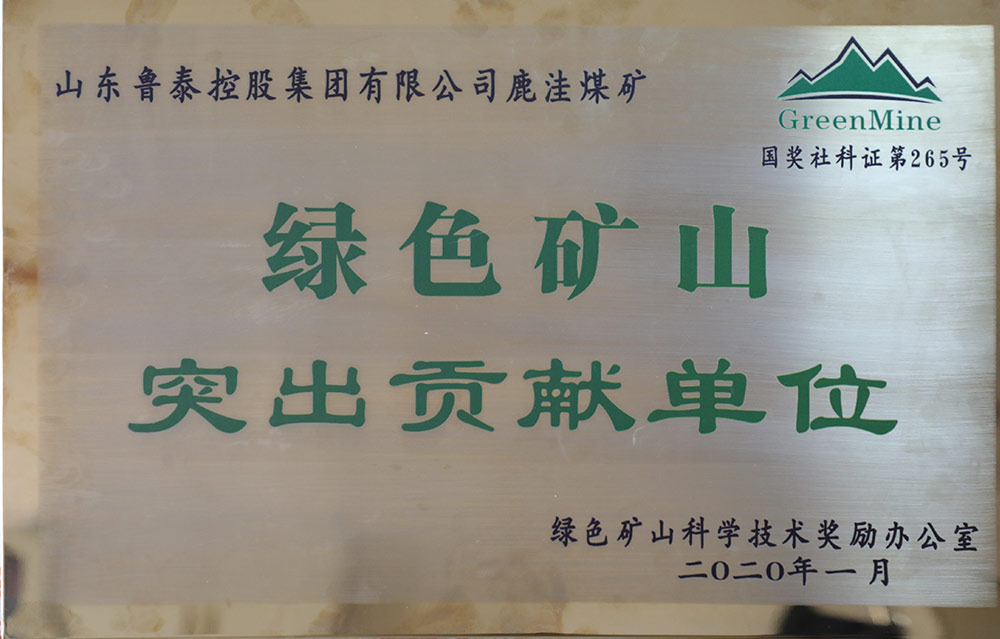 山东鲁泰控股集团有限公司鹿洼煤矿
GreenMine
国奖社科证第265号
绿色矿山
突出贡献单位
绿色矿山科学技术奖励办公室
二〇二〇年一月